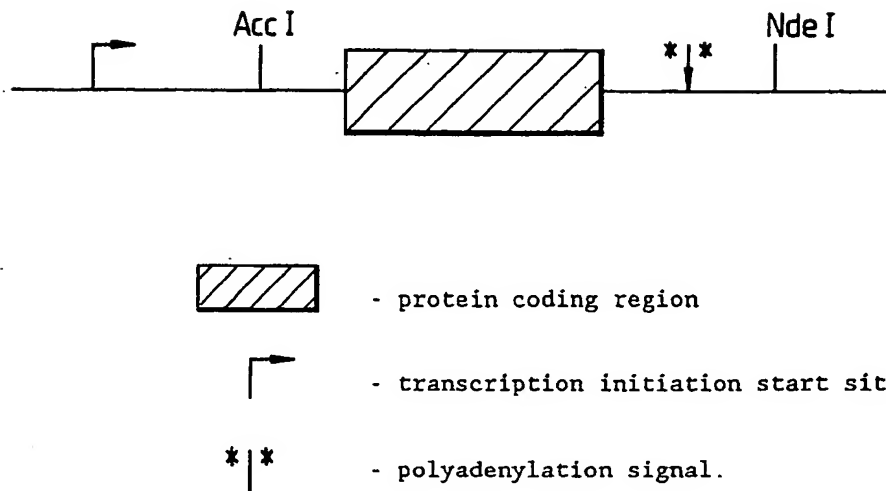 Acc I
Nde I
* *
- protein coding region
- transcription initiation start sit
* * - polyadenylation signal.